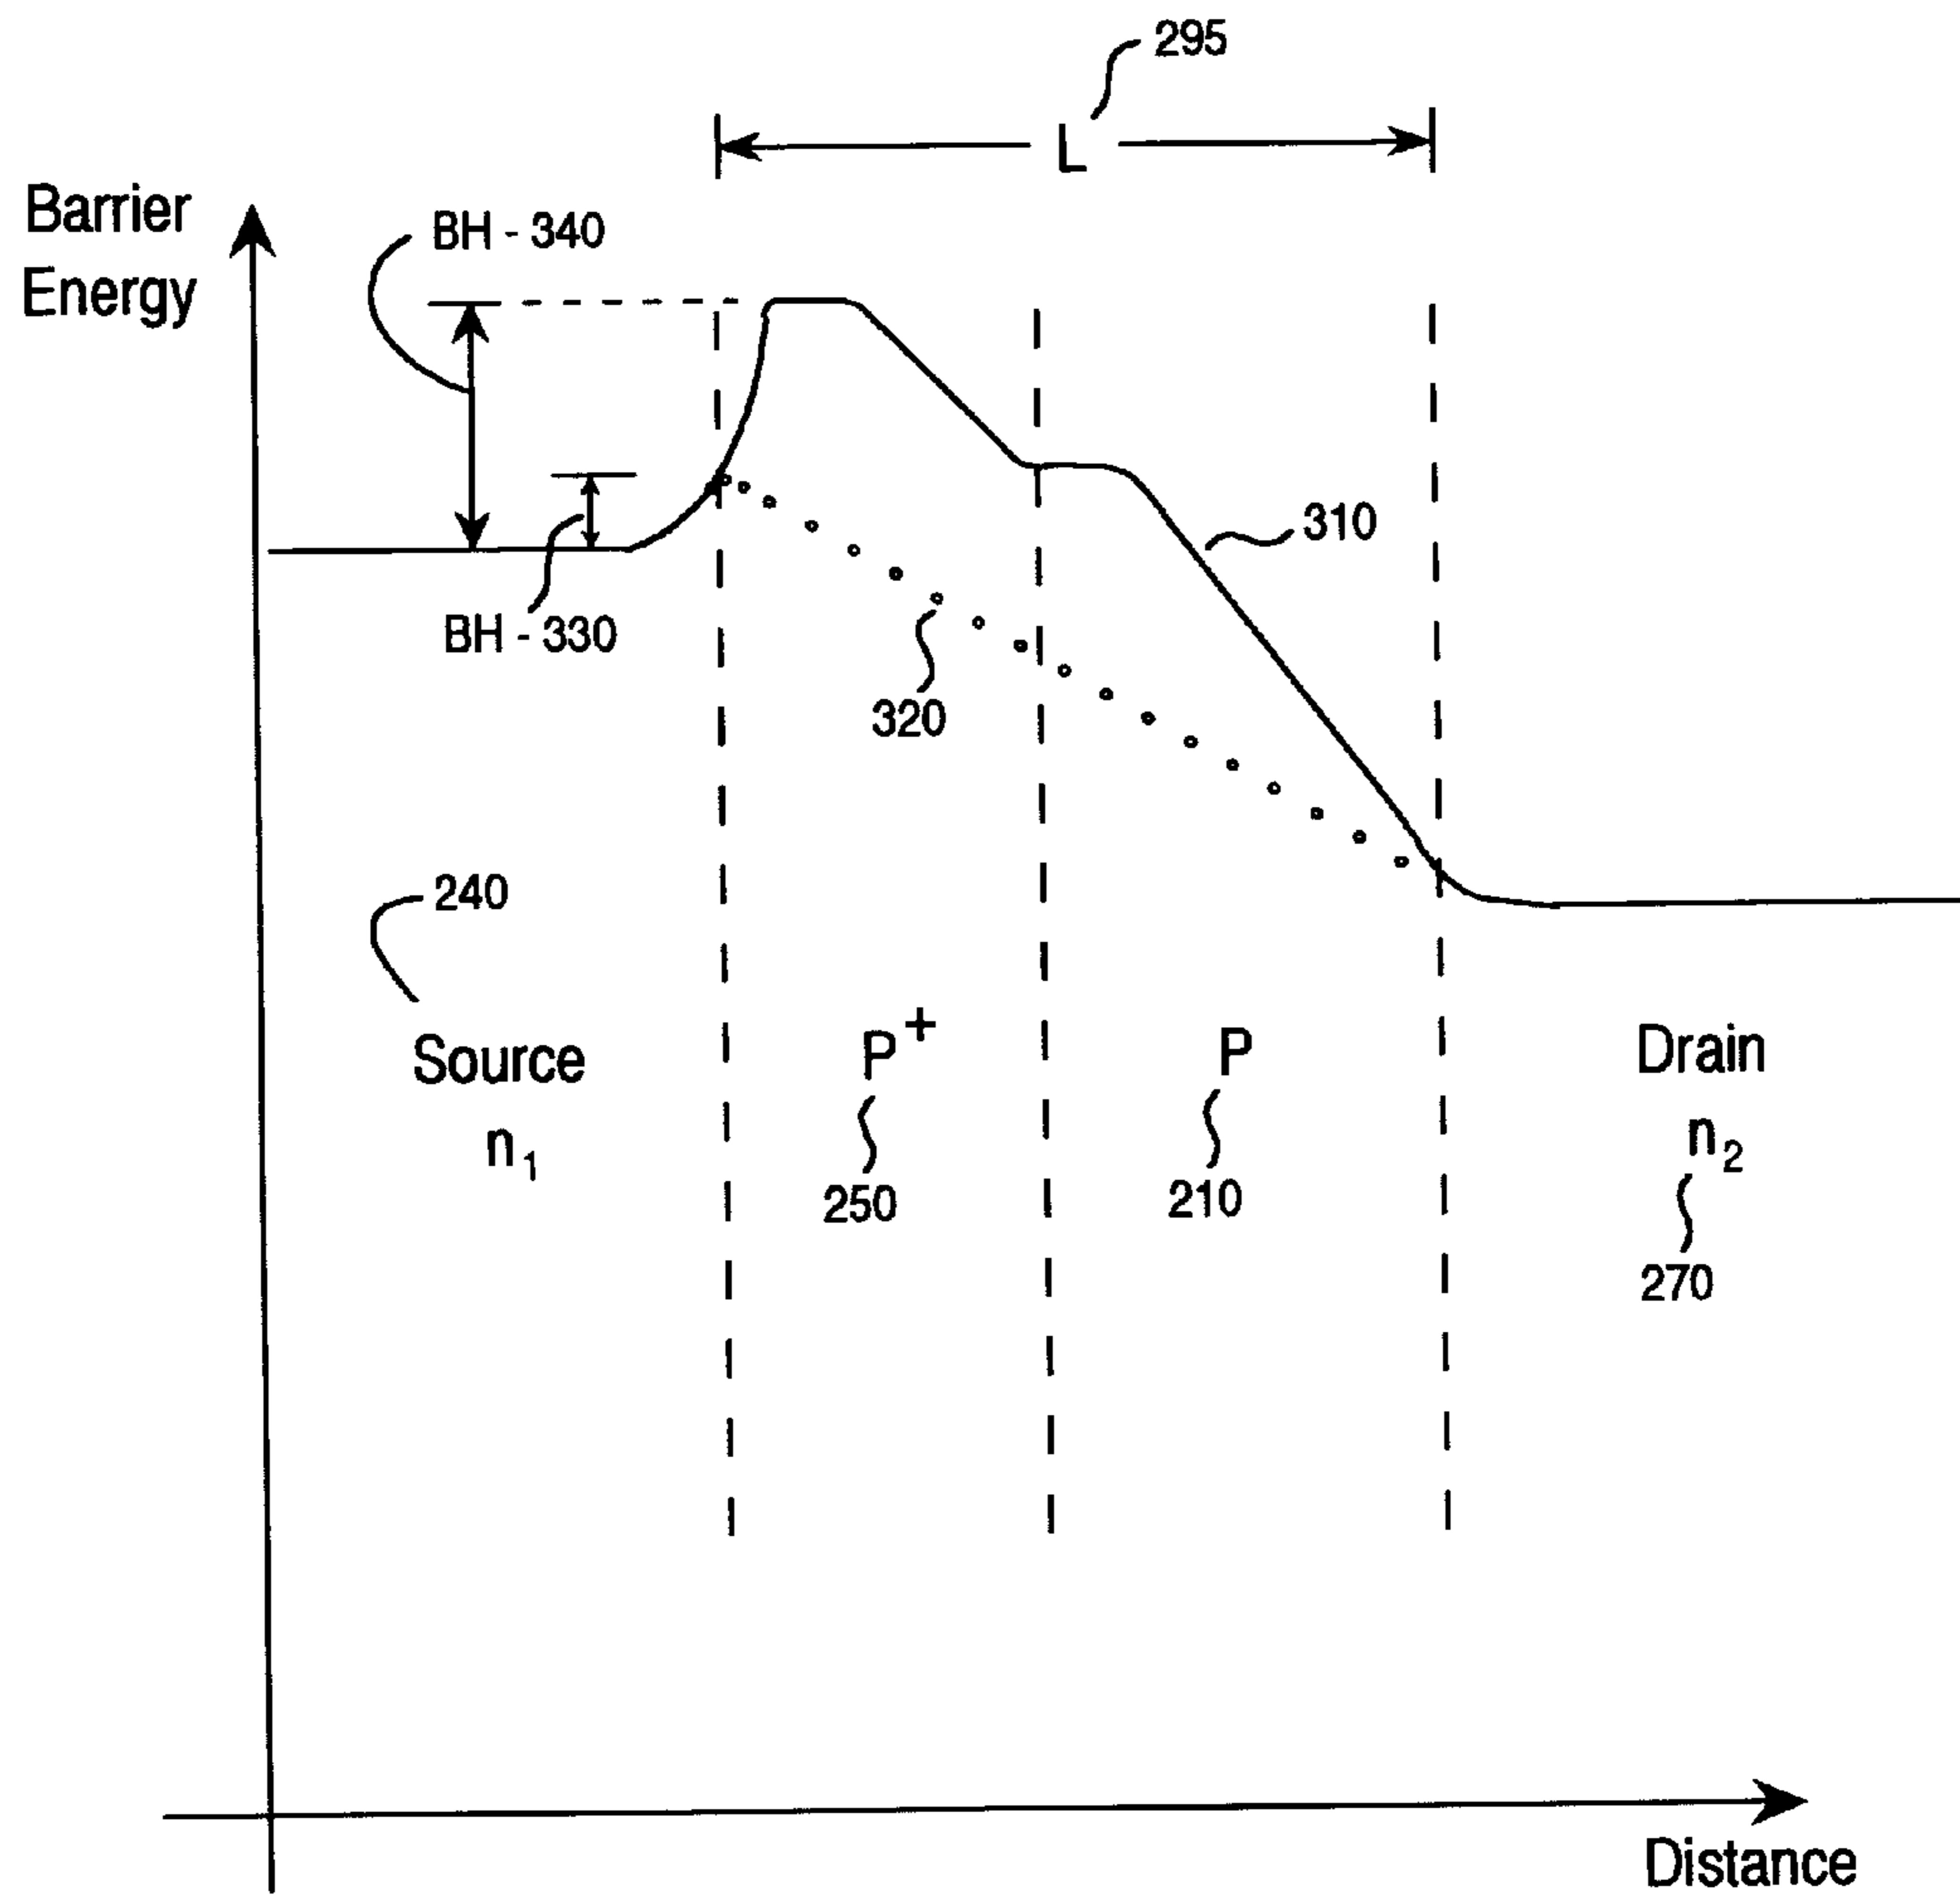 295
L
Barrier
Energy
BH - 340
310
BH - 330
320
240
Source
n1
P+
250
P
210
Drain
n2
270
Distance